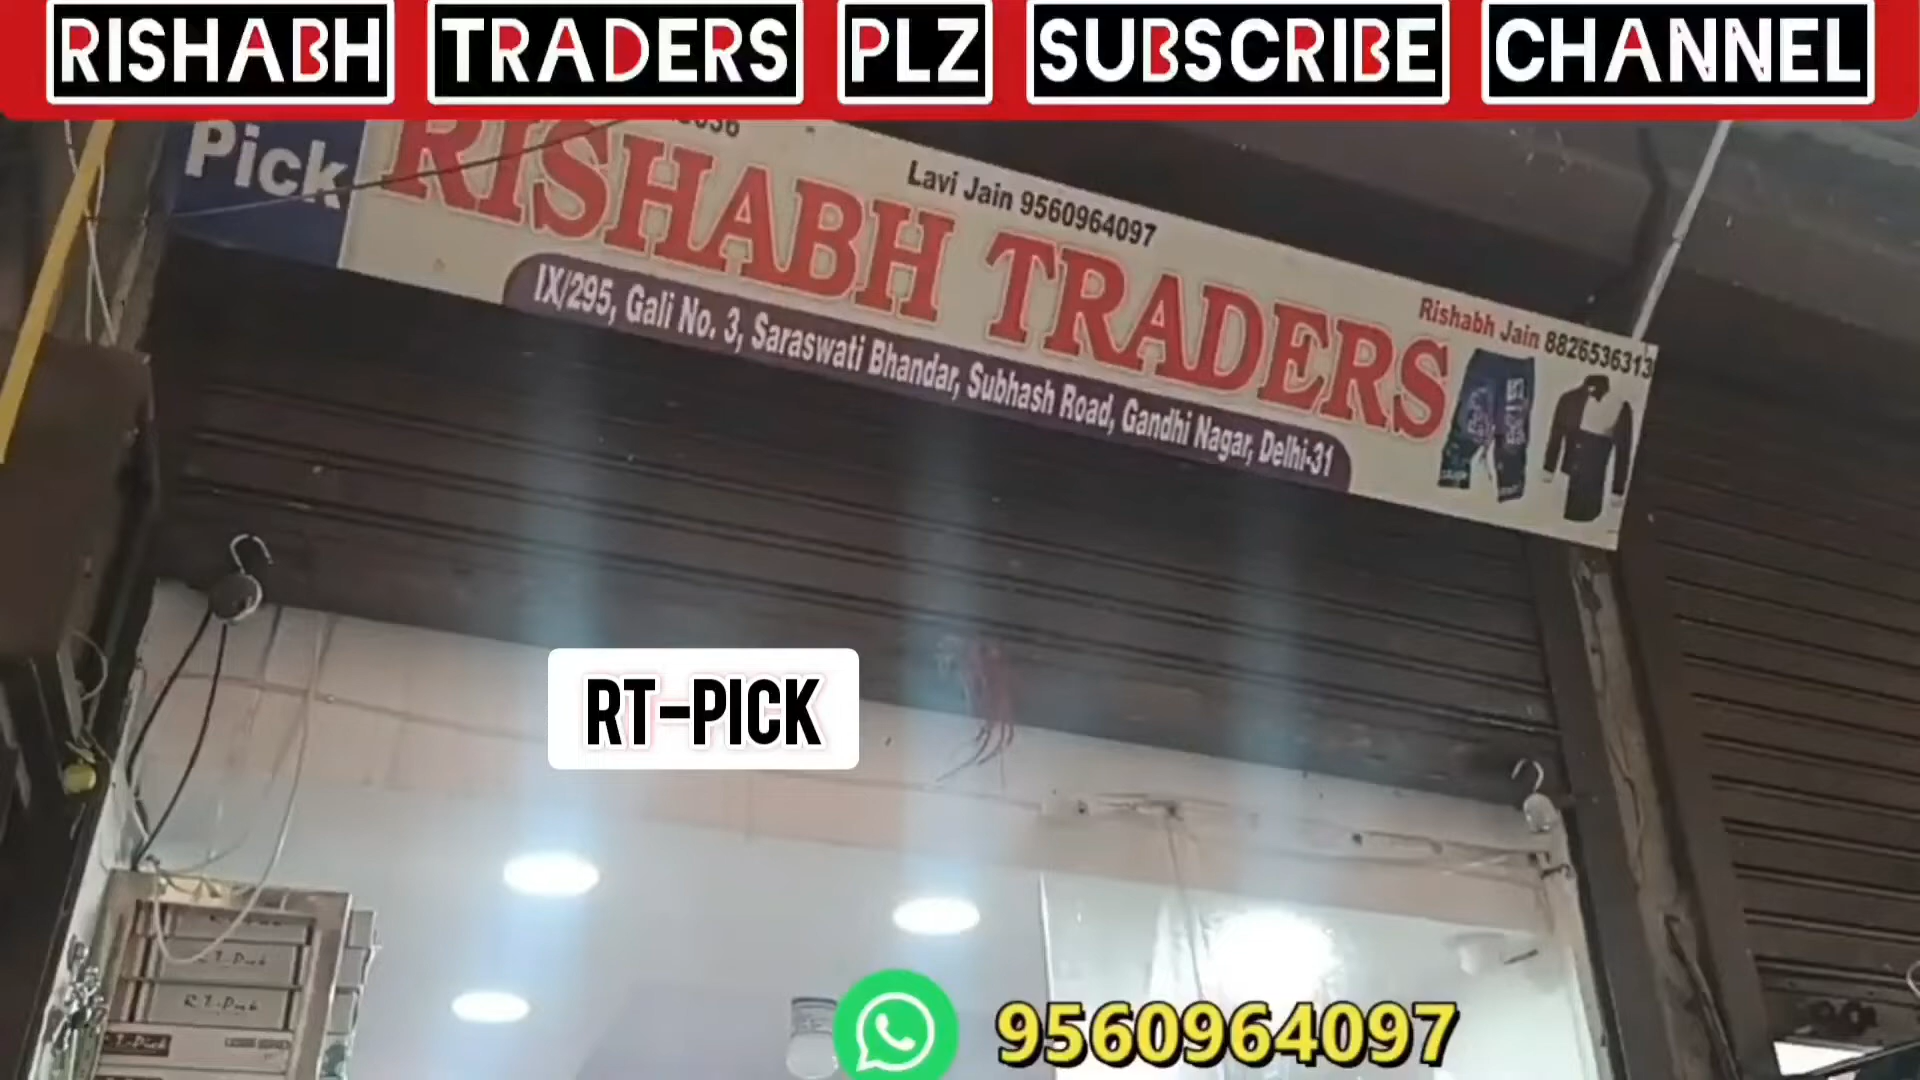 RISHABH TRADERS PLZ SUBSCRIBE CHANNEL
Pick
Lavi Jain 9560964097
RISHABH TRADERS
Rishabh Jain 8826536313
IX/295, Gali No. 3, Saraswati Bhandar, Subhash Road, Gandhi Nagar, Delhi-31
RT-PICK
R.T.-Pick
9560964097